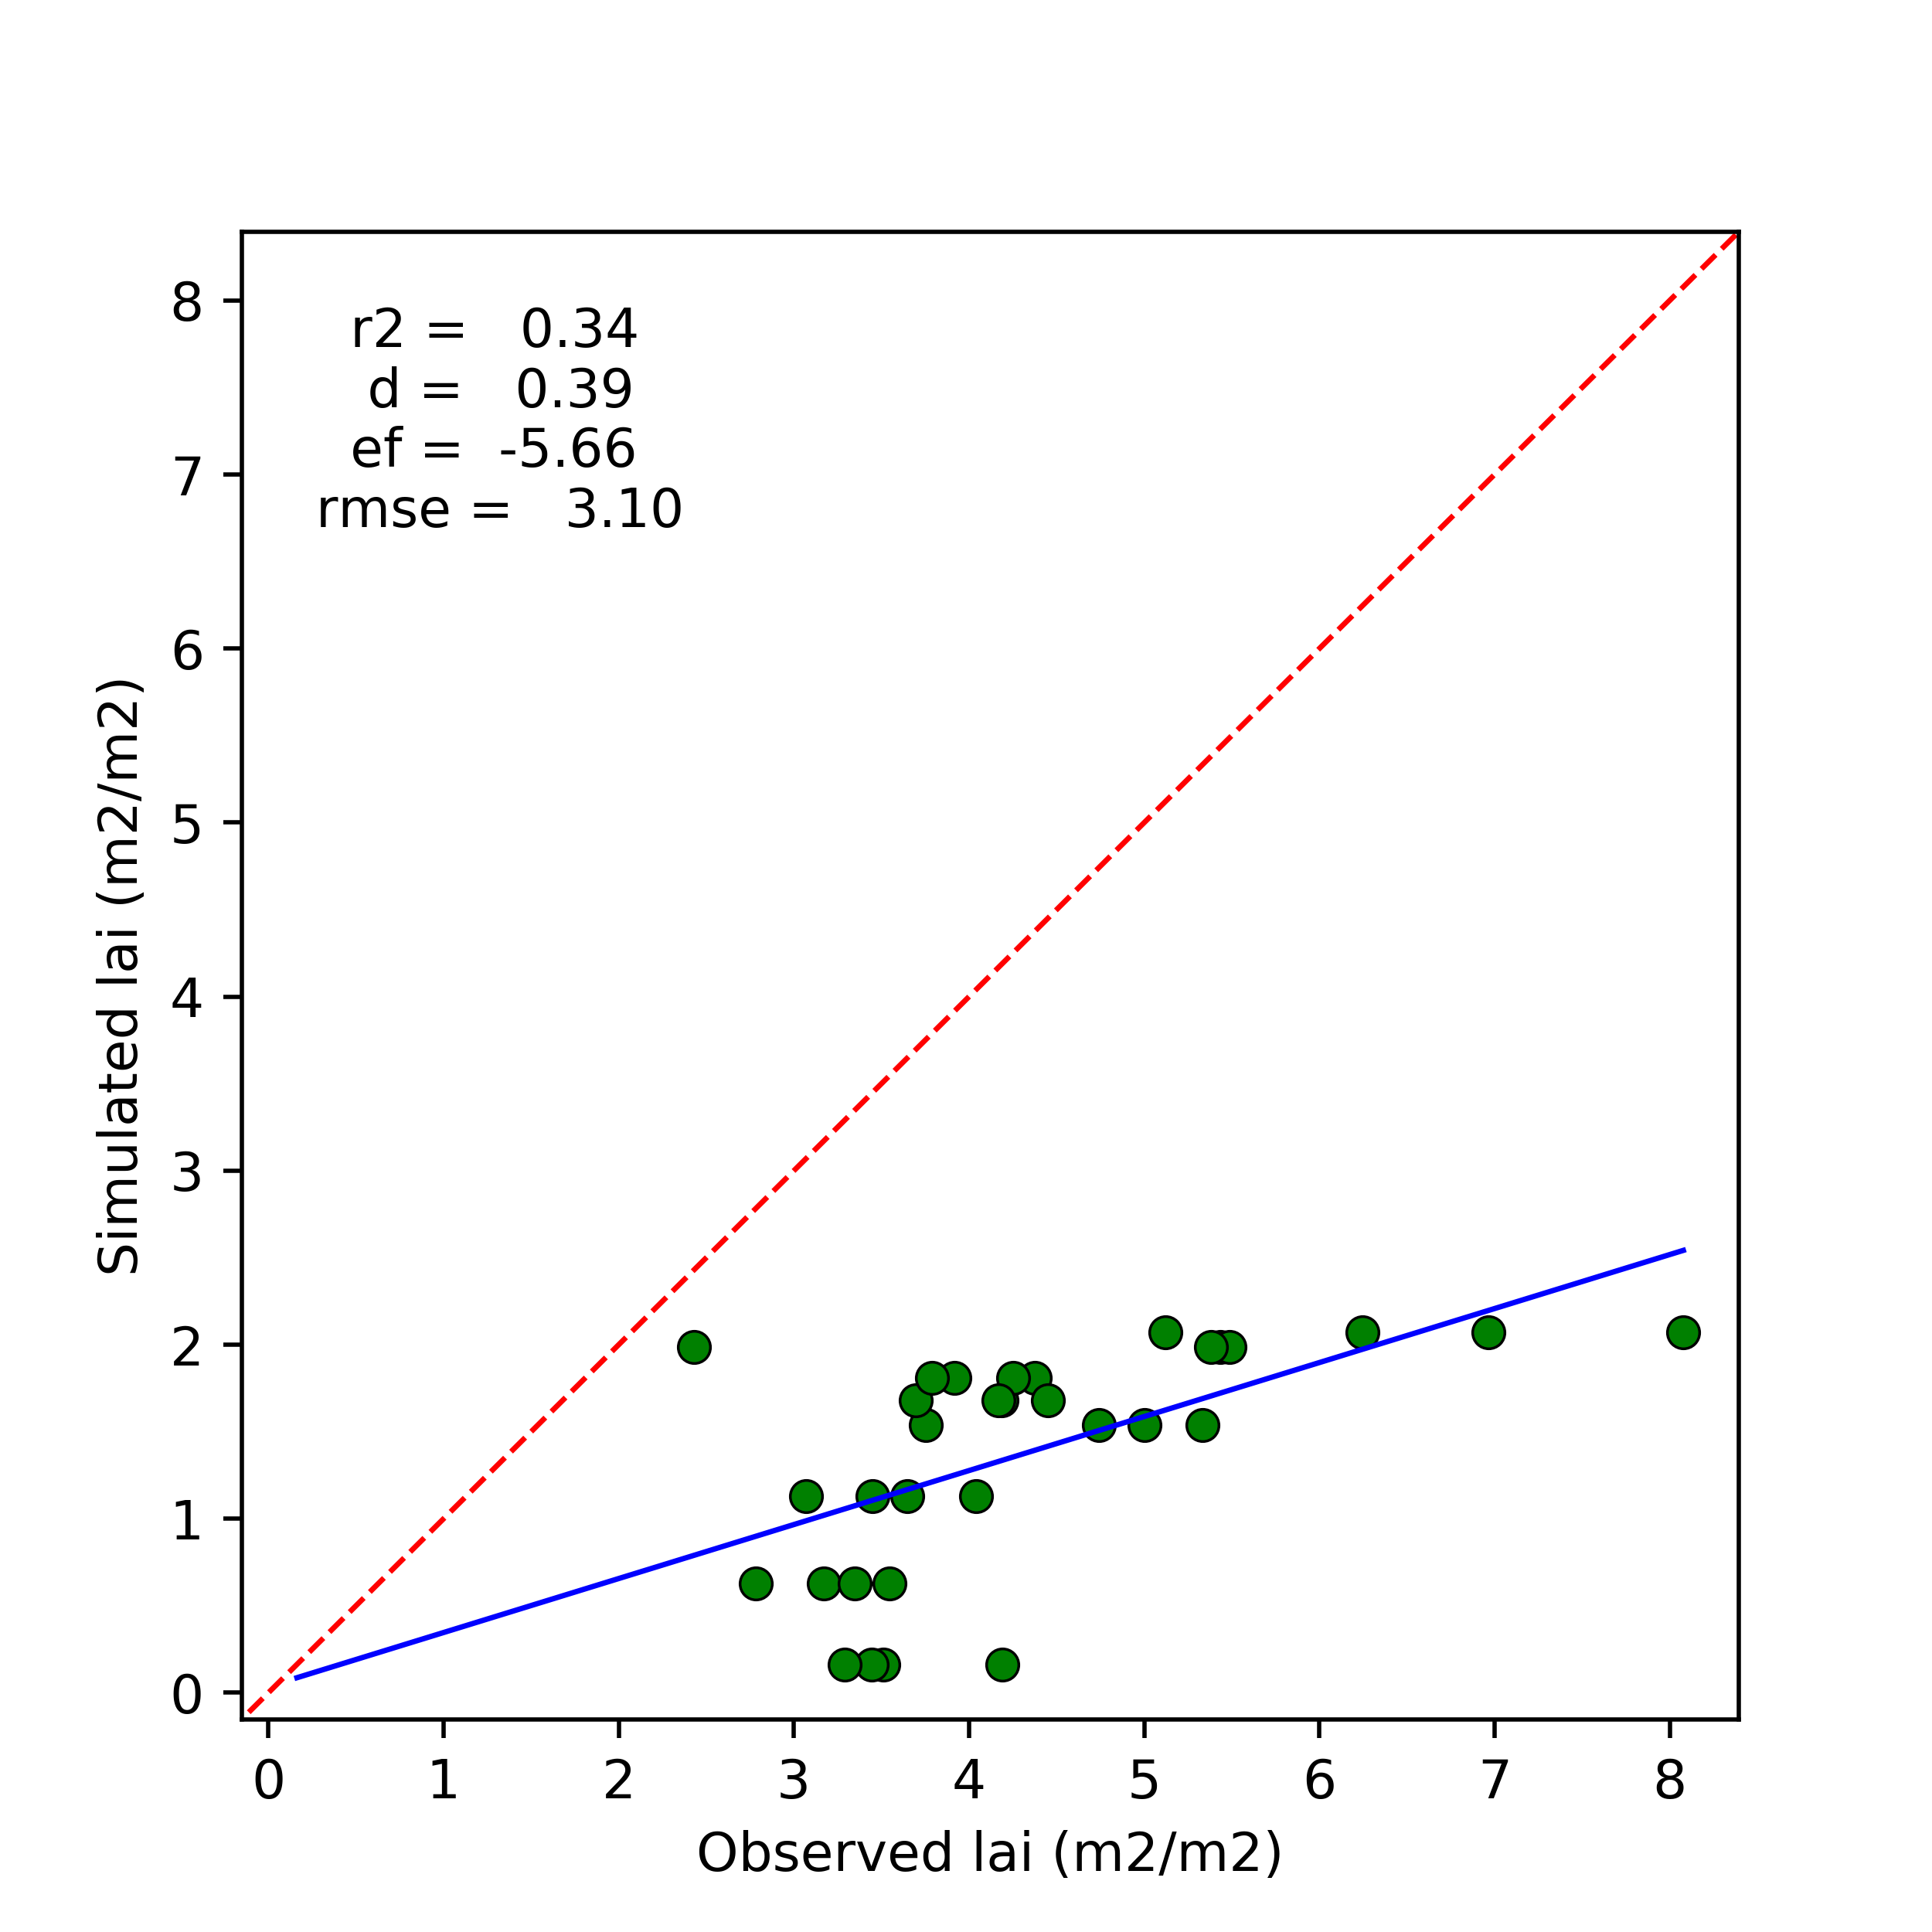 r2 = 0.34
d = 0.39
ef = -5.66
rmse = 3.10
8
7
6
5
4
3
2
1
0
Simulated lai (m2/m2)
0 1 2 3 4 5 6 7 8
Observed lai (m2/m2)